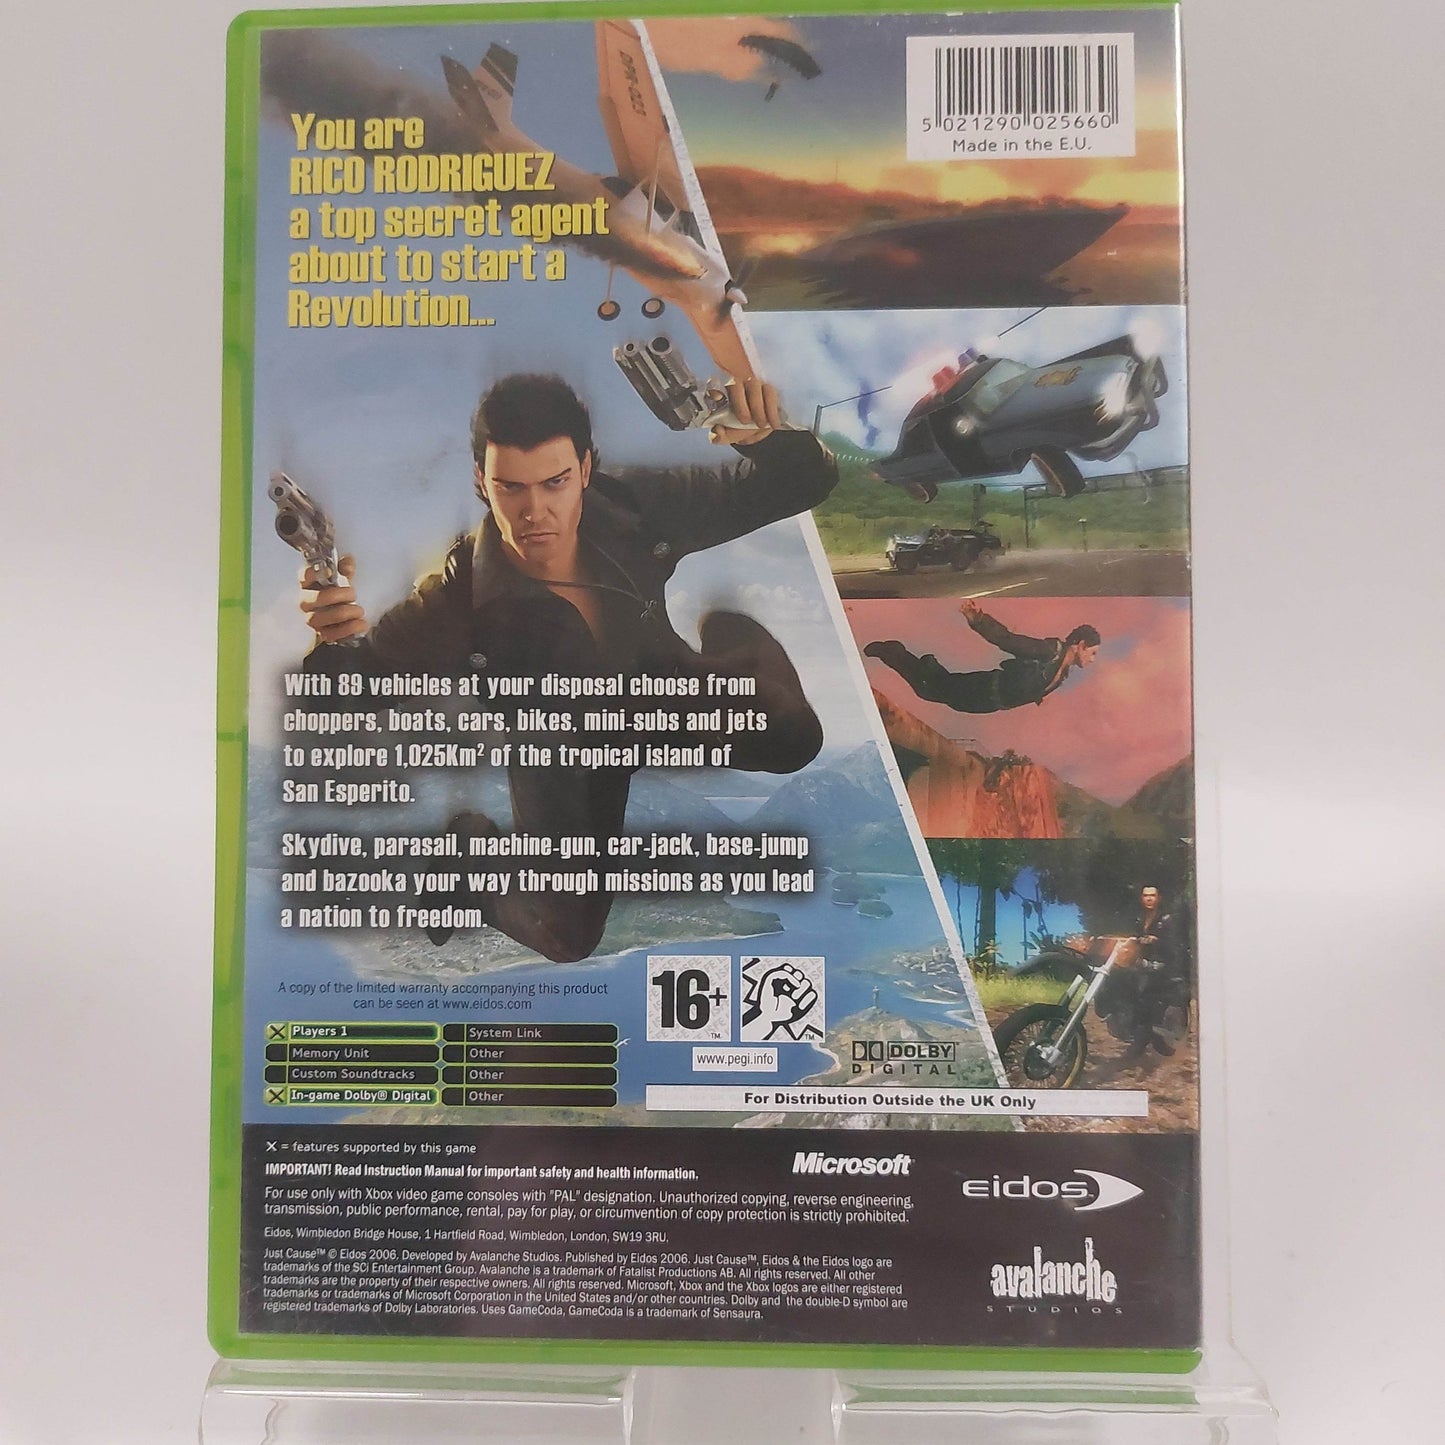 You are
RICO RODRIGUEZ
a top secret agent
about to start a
Revolution...
5 021290 025660
Made in the E.U.
With 89 vehicles at your disposal choose from
choppers, boats, cars, bikes, mini-subs and jets
to explore 1,025Km² of the tropical island of
San Esperito.
Skydive, parasail, machine-gun, car-jack, base-jump
and bazooka your way through missions as you lead
a nation to freedom.
A copy of the limited warranty accompanying this product
can be seen at www.eidos.com
Players 1
Memory Unit
Custom Soundtracks
In-game Dolby® Digital
System Link
Other
Other
Other
16+
TM
TM
www.pegi.info
DOLBY
DIGITAL
For Distribution Outside the UK Only
X = features supported by this game
IMPORTANT! Read Instruction Manual for important safety and health information.
For use only with Xbox video game consoles with "PAL" designation. Unauthorized copying, reverse engineering,
transmission, public performance, rental, pay for play, or circumvention of copy protection is strictly prohibited.
Eidos, Wimbledon Bridge House, 1 Hartfield Road, Wimbledon, London, SW19 3RU.
Just Cause™ © Eidos 2006. Developed by Avalanche Studios. Published by Eidos 2006. Just Cause™, Eidos & the Eidos logo are
trademarks of the SCi Entertainment Group. Avalanche is a trademark of Fatalist Productions AB. All rights reserved. All other
trademarks are the property of their respective owners. All rights reserved. Microsoft, Xbox and the Xbox logos are either registered
trademarks or trademarks of Microsoft Corporation in the United States and/or other countries. Dolby and the double-D symbol are
registered trademarks of Dolby Laboratories. Uses GameCoda, GameCoda is a trademark of Sensaura.
Microsoft
eidos
avalanche
STUDIOS